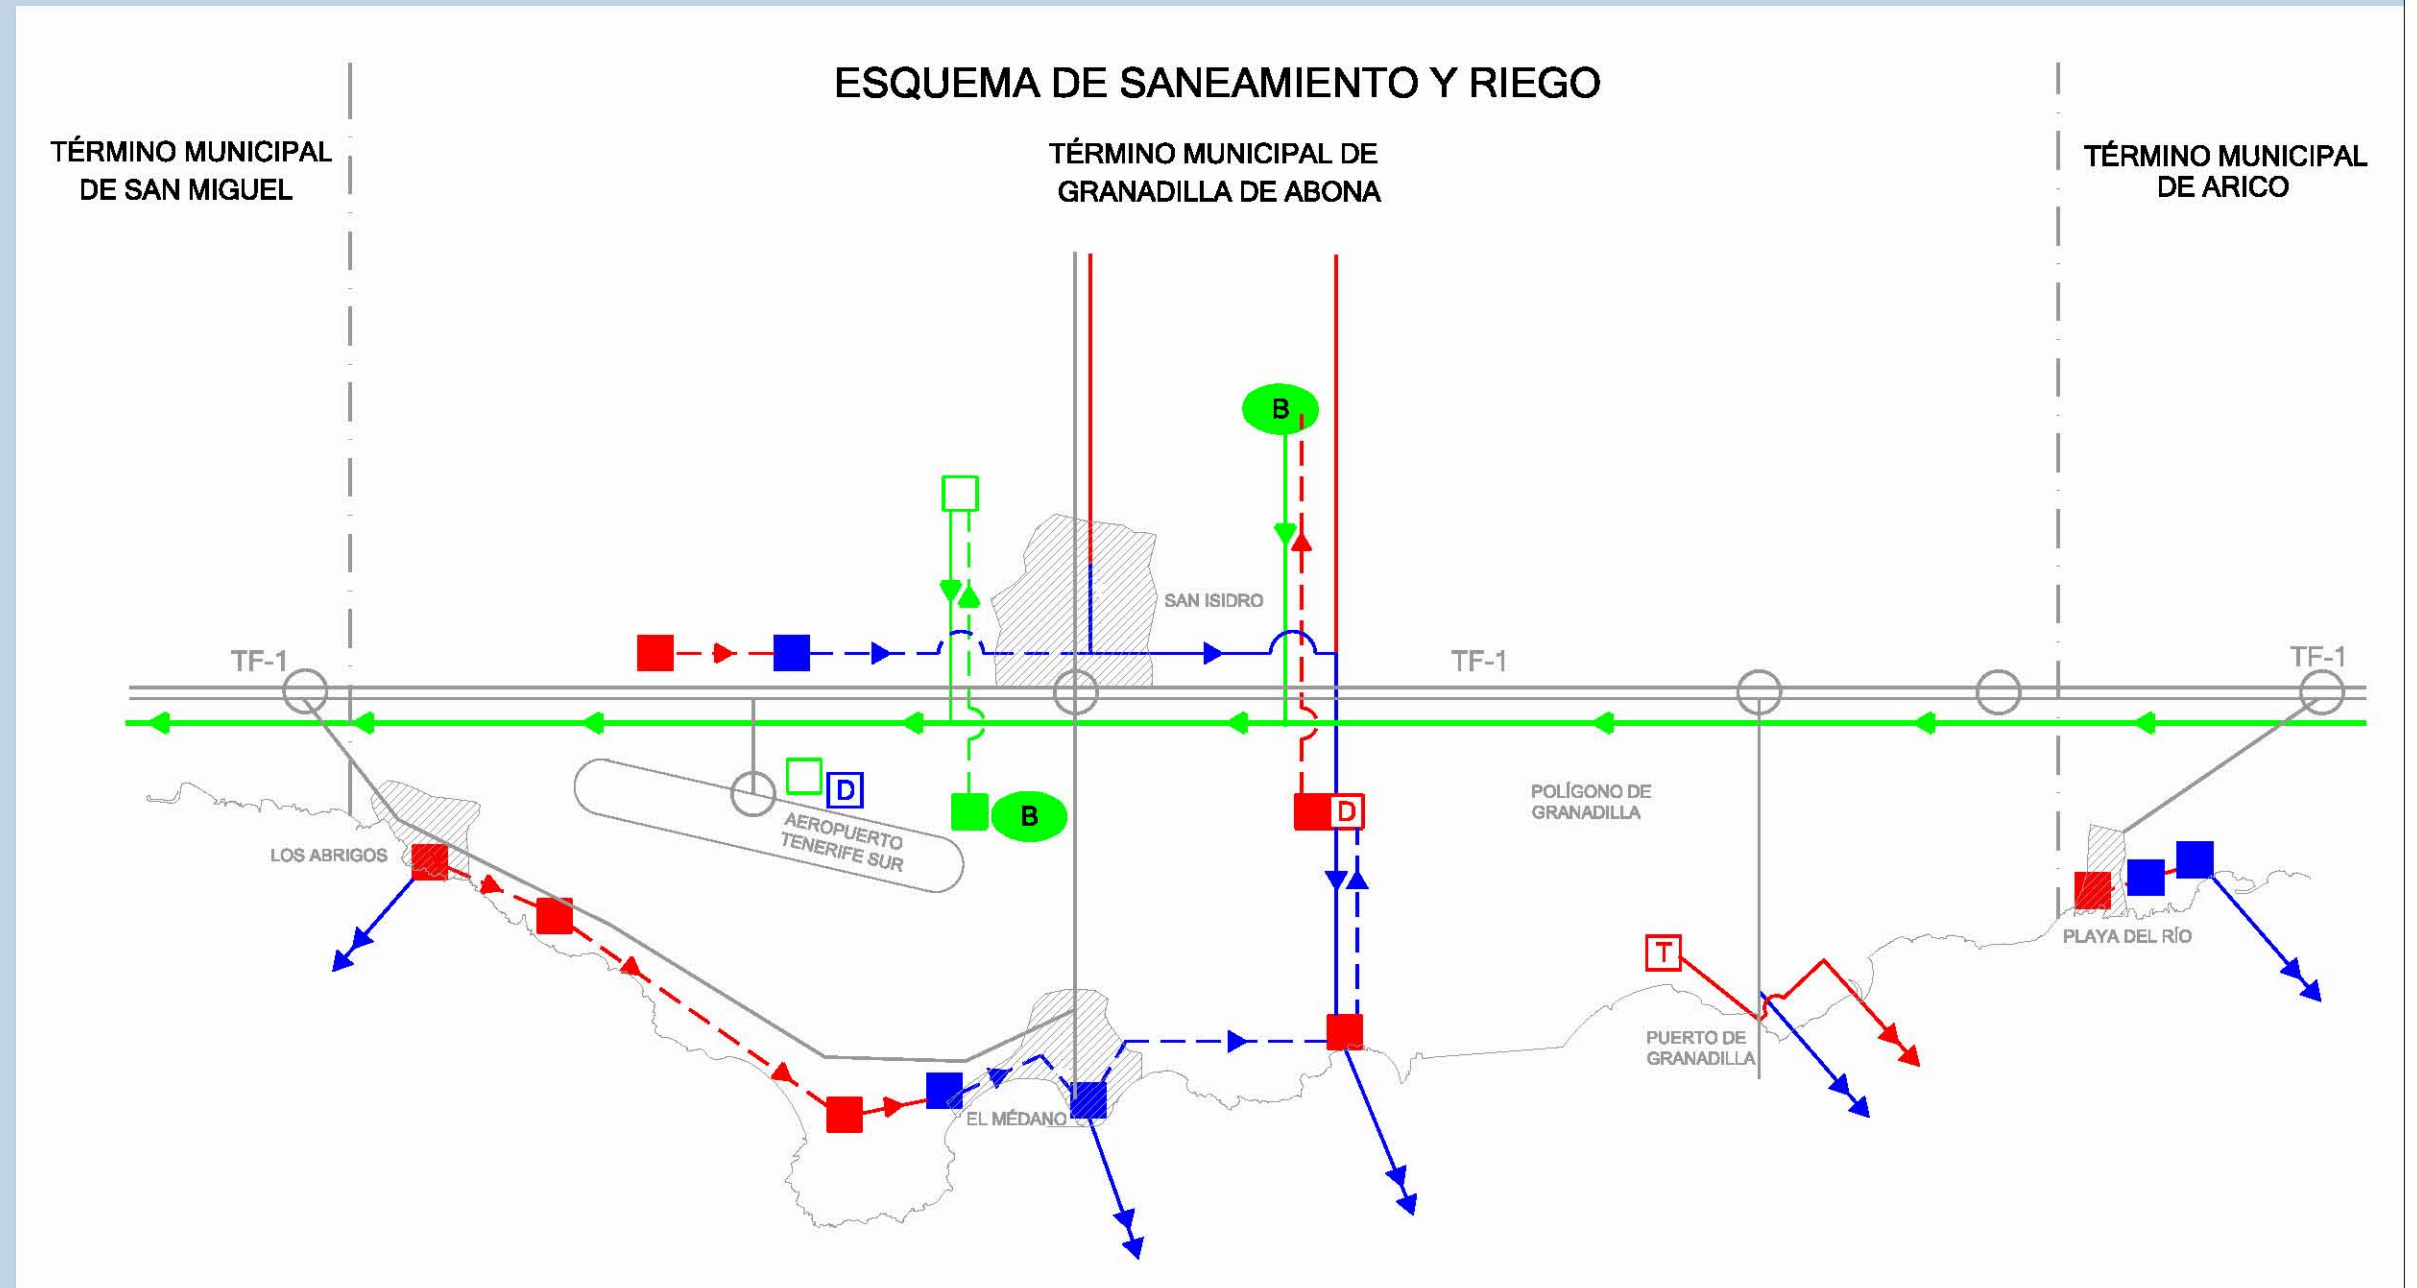 ESQUEMA DE SANEAMIENTO Y RIEGO
TÉRMINO MUNICIPAL
DE SAN MIGUEL
TÉRMINO MUNICIPAL DE
GRANADILLA DE ABONA
TÉRMINO MUNICIPAL
DE ARICO
B
SAN ISIDRO
TF-1
TF-1
TF-1
D
B
D
AEROPUERTO
TENERIFE SUR
POLÍGONO DE
GRANADILLA
LOS ABRIGOS
T
PLAYA DEL RÍO
PUERTO DE
GRANADILLA
EL MÉDANO